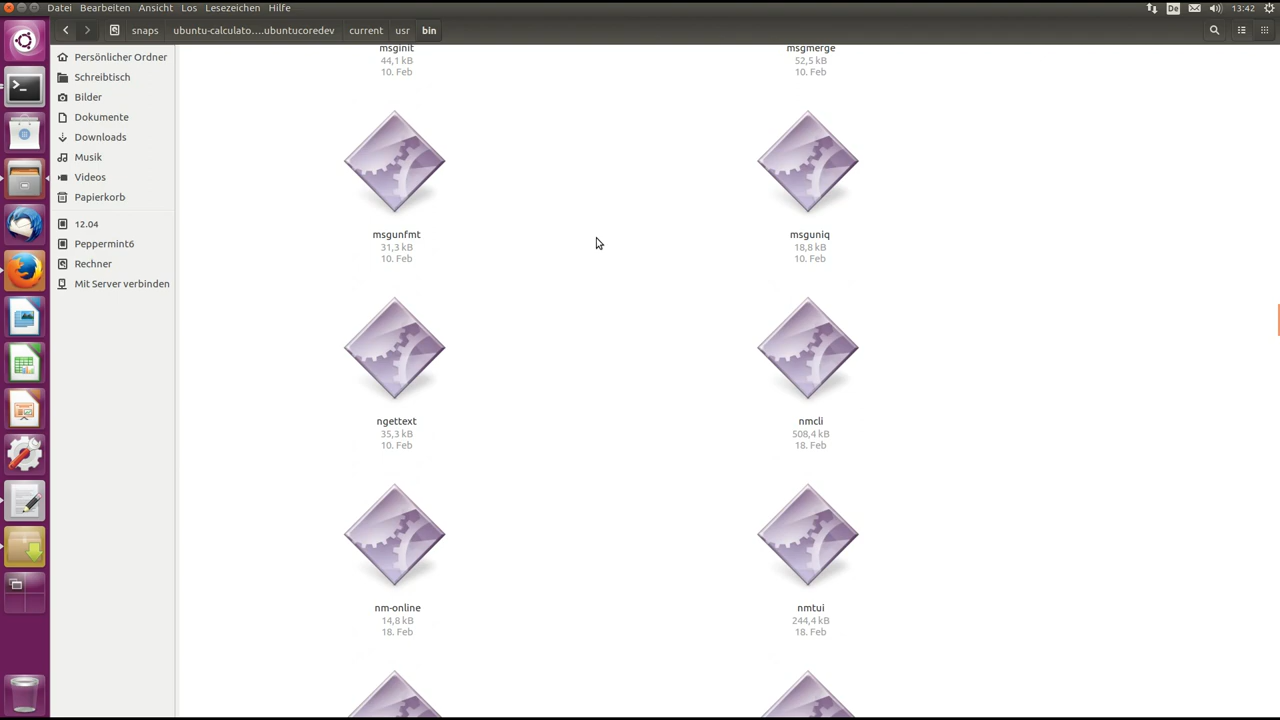 Datei Bearbeiten Ansicht Los Lesezeichen Hilfe De 13:42
snaps ubuntu-calculato....ubuntucoredev current usr bin
Persönlicher Ordner
Schreibtisch
Bilder
Dokumente
Downloads
Musik
Videos
Papierkorb
12.04
Peppermint6
Rechner
Mit Server verbinden
msginit
44,1 kB
10. Feb
msgmerge
52,5 kB
10. Feb
msgunfmt
31,3 kB
10. Feb
msguniq
18,8 kB
10. Feb
ngettext
35,3 kB
10. Feb
nmcli
508,4 kB
18. Feb
nm-online
14,8 kB
18. Feb
nmtui
244,4 kB
18. Feb